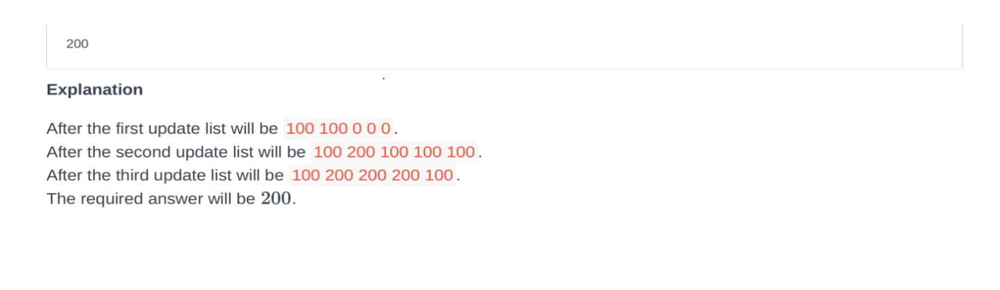 200
Explanation
After the first update list will be 100 100 0 0 0.
After the second update list will be 100 200 100 100 100.
After the third update list will be 100 200 200 200 100.
The required answer will be 200.